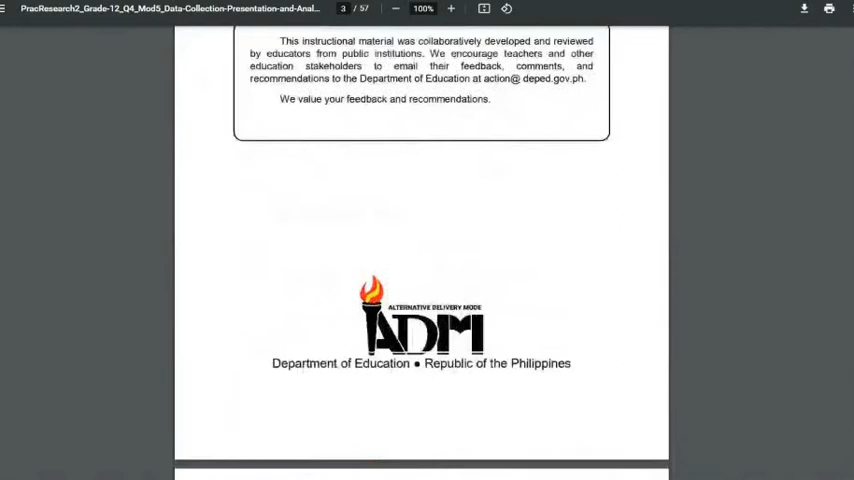 PracResearch2_Grade-12_Q4_Mod5_Data-Collection-Presentation-and-Anal...
3 / 57
100%
This instructional material was collaboratively developed and reviewed
by educators from public institutions. We encourage teachers and other
education stakeholders to email their feedback, comments, and
recommendations to the Department of Education at action@ deped.gov.ph.
We value your feedback and recommendations.
ALTERNATIVE DELIVERY MODE
ADM
Department of Education ● Republic of the Philippines